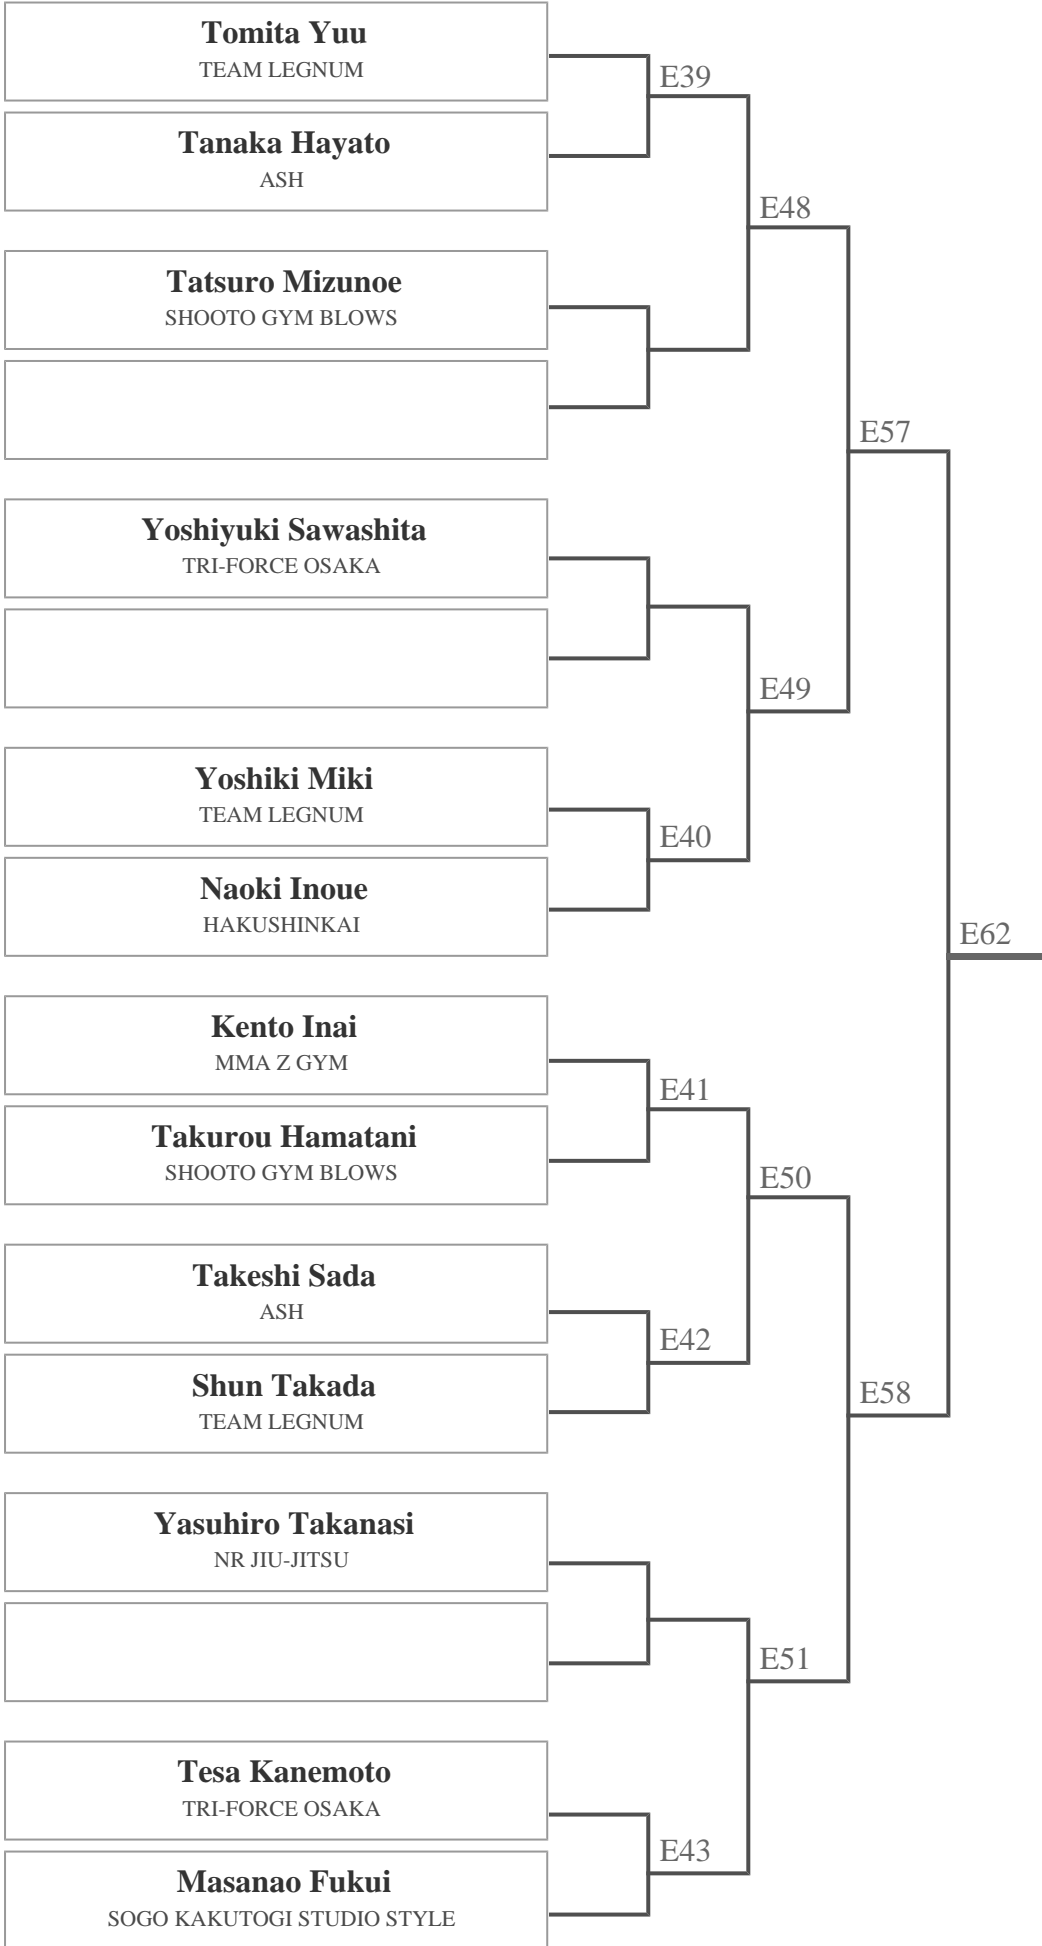 Tomita Yuu
TEAM LEGNUM
E39
Tanaka Hayato
ASH
E48
Tatsuro Mizunoe
SHOOTO GYM BLOWS
E57
Yoshiyuki Sawashita
TRI-FORCE OSAKA
E49
Yoshiki Miki
TEAM LEGNUM
E40
Naoki Inoue
HAKUSHINKAI
E62
Kento Inai
MMA Z GYM
E41
Takurou Hamatani
SHOOTO GYM BLOWS
E50
Takeshi Sada
ASH
E42
Shun Takada
TEAM LEGNUM
E58
Yasuhiro Takanasi
NR JIU-JITSU
E51
Tesa Kanemoto
TRI-FORCE OSAKA
E43
Masanao Fukui
SOGO KAKUTOGI STUDIO STYLE